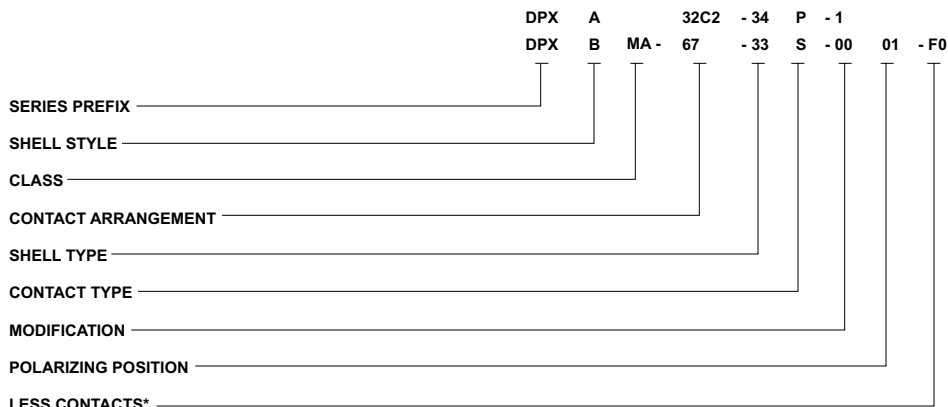 DPX A 32C2 - 34 P - 1
DPX B MA - 67 - 33 S - 00 01 - F0
SERIES PREFIX
SHELL STYLE
CLASS
CONTACT ARRANGEMENT
SHELL TYPE
CONTACT TYPE
MODIFICATION
POLARIZING POSITION
LESS CONTACTS*